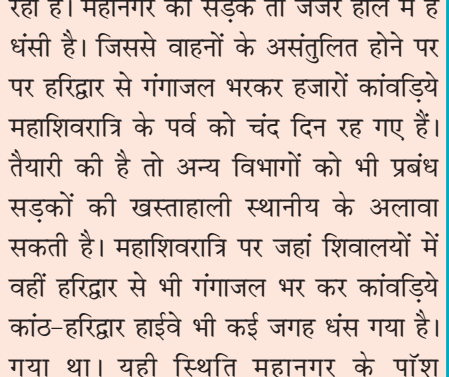 रहा है। महानगर की सड़कें तो जर्जर हाल में हैं
धंसी है। जिससे वाहनों के असंतुलित होने पर
पर हरिद्वार से गंगाजल भरकर हजारों कांवड़िये
महाशिवरात्रि के पर्व को चंद दिन रह गए हैं।
तैयारी की है तो अन्य विभागों को भी प्रबंध
सड़कों की खस्ताहाली स्थानीय के अलावा
सकती है। महाशिवरात्रि पर जहां शिवालयों में
वहीं हरिद्वार से भी गंगाजल भर कर कांवड़िये
कांठ-हरिद्वार हाईवे भी कई जगह धंस गया है।
गया था। यही स्थिति महानगर के पॉश